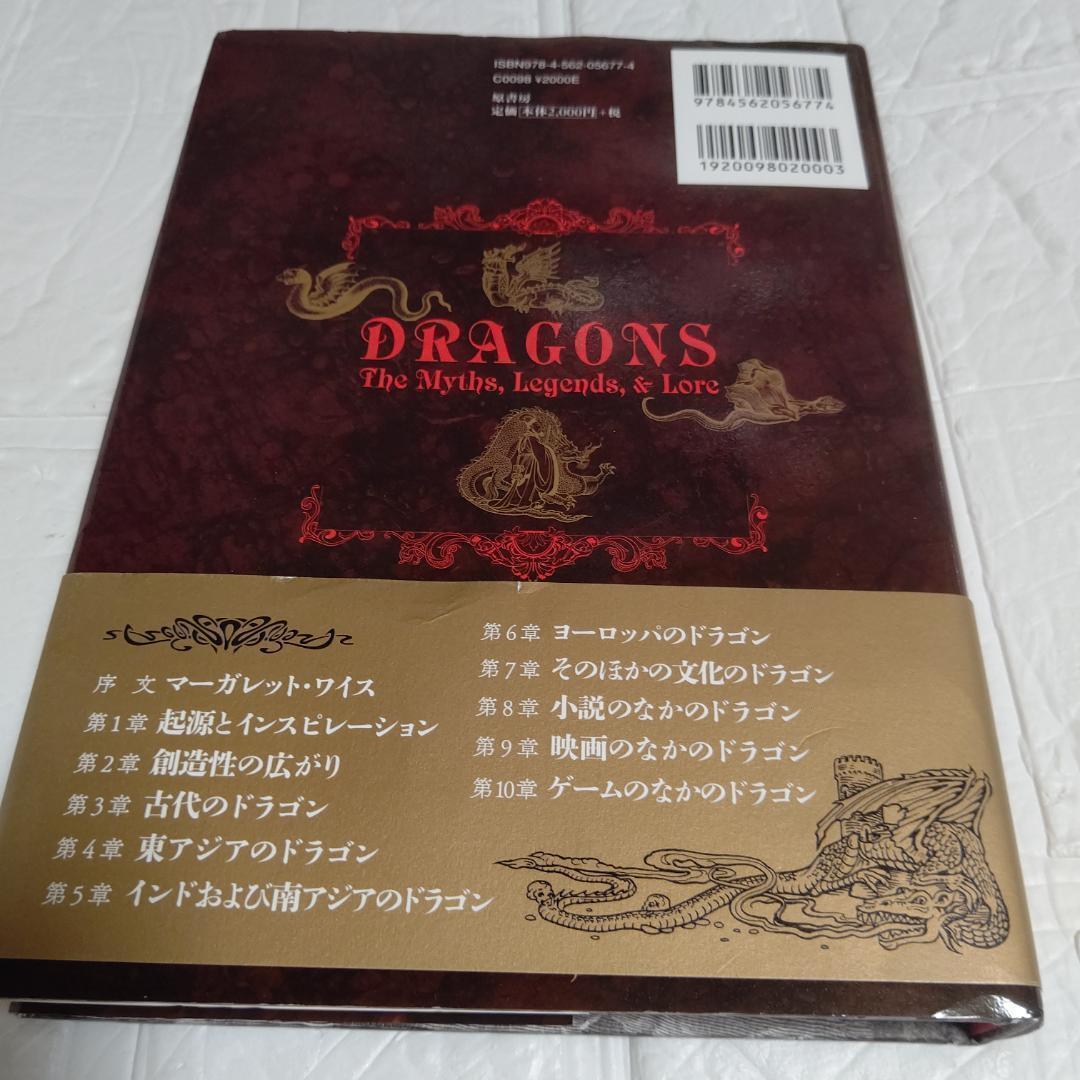 ISBN978-4-562-05677-4
C0098 ¥2000E
原書房
定価[本体2,000円]+税
9784562056774
1920098020003
DRAGONS
The Myths, Legends, & Lore
序 文 マーガレット・ワイス
第1章 起源とインスピレーション
第2章 創造性の広がり
第3章 古代のドラゴン
第4章 東アジアのドラゴン
第5章 インドおよび南アジアのドラゴン
第6章 ヨーロッパのドラゴン
第7章 そのほかの文化のドラゴン
第8章 小説のなかのドラゴン
第9章 映画のなかのドラゴン
第10章 ゲームのなかのドラゴン